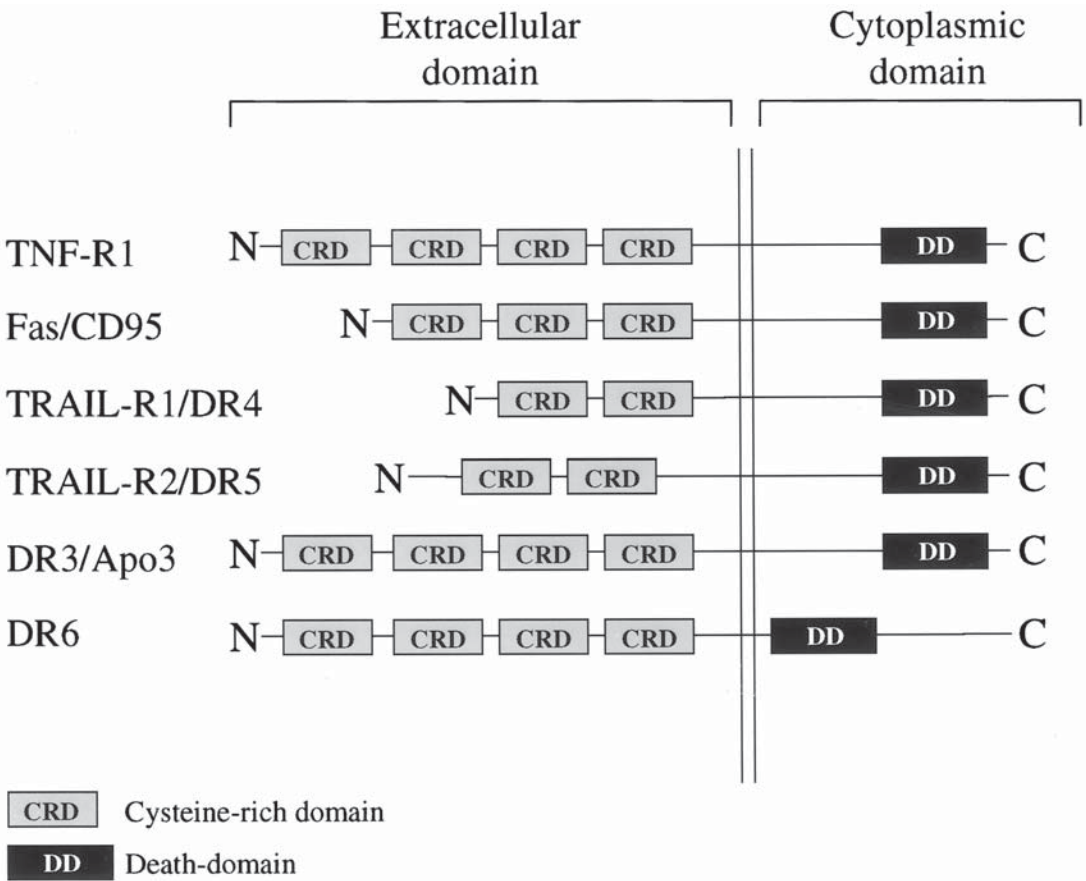 Extracellular domain
Cytoplasmic domain
TNF-R1 N CRD CRD CRD CRD DD C
Fas/CD95 N CRD CRD CRD DD C
TRAIL-R1/DR4 N CRD CRD DD C
TRAIL-R2/DR5 N CRD CRD DD C
DR3/Apo3 N CRD CRD CRD CRD DD C
DR6 N CRD CRD CRD CRD DD C
CRD Cysteine-rich domain
DD Death-domain